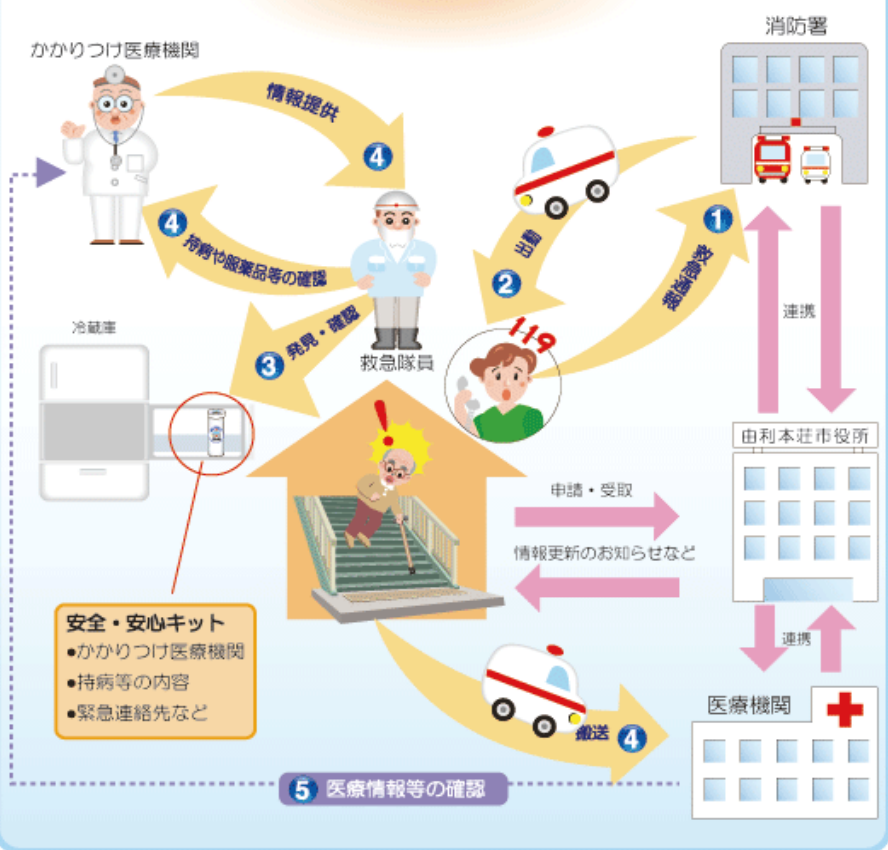 消防署
かかりつけ医療機関
情報提供
④
①
救急通報
④
持病や服薬品等の確認
②
出動
119
連携
冷蔵庫
③
発見・確認
救急隊員
由利本荘市役所
申請・受取
情報更新のお知らせなど
安全・安心キット
●かかりつけ医療機関
●持病等の内容
●緊急連絡先など
連携
医療機関
搬送
④
⑤
医療情報等の確認